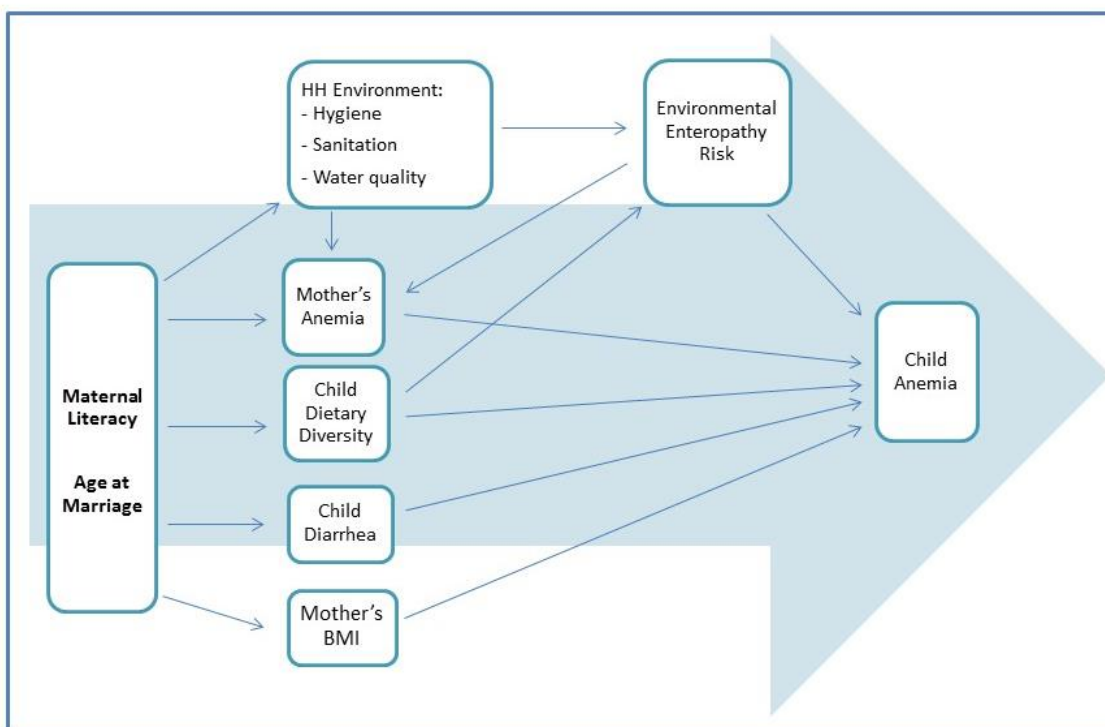 HH Environment:
- Hygiene
- Sanitation
- Water quality
Environmental
Enteropathy
Risk
Mother's
Anemia
Maternal
Literacy
Age at
Marriage
Child
Dietary
Diversity
Child
Anemia
Child
Diarrhea
Mother's
BMI